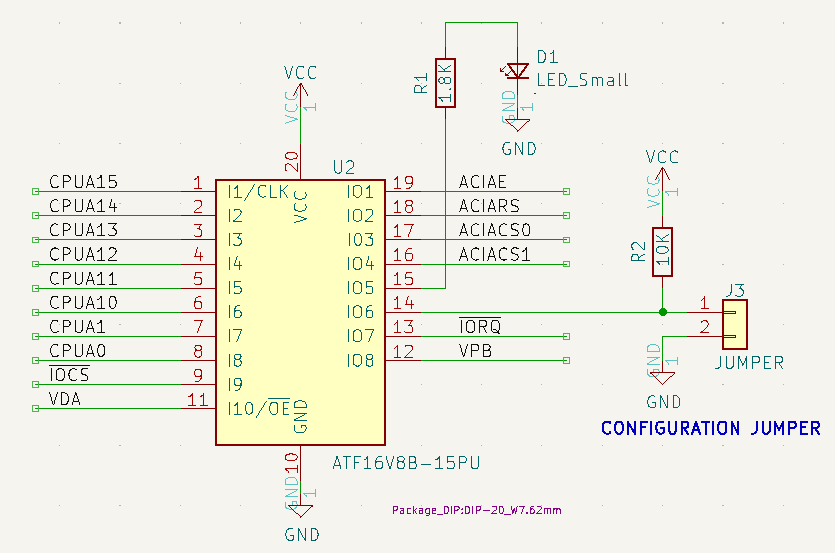 D1
LED_Small
R1
1.8K
GND
1
GND
VCC
VCC
1
20
U2
VCC
CPUA15
1
I1/CLK
IO1
19
ACIAE
CPUA14
2
I2
IO2
18
ACIARS
CPUA13
3
I3
IO3
17
ACIACS0
CPUA12
4
I4
IO4
16
ACIACS1
CPUA11
5
I5
IO5
15
CPUA10
6
I6
IO6
14
CPUA1
7
I7
IO7
13
IORQ
CPUA0
8
I8
IO8
12
VPB
IOCS
9
I9
VDA
11
I10/OE
GND
10
GND
1
GND
ATF16V8B-15PU
Package_DIP:DIP-20_W7.62mm
VCC
VCC
1
R2
10K
J3
1
2
JUMPER
GND
1
GND
CONFIGURATION JUMPER